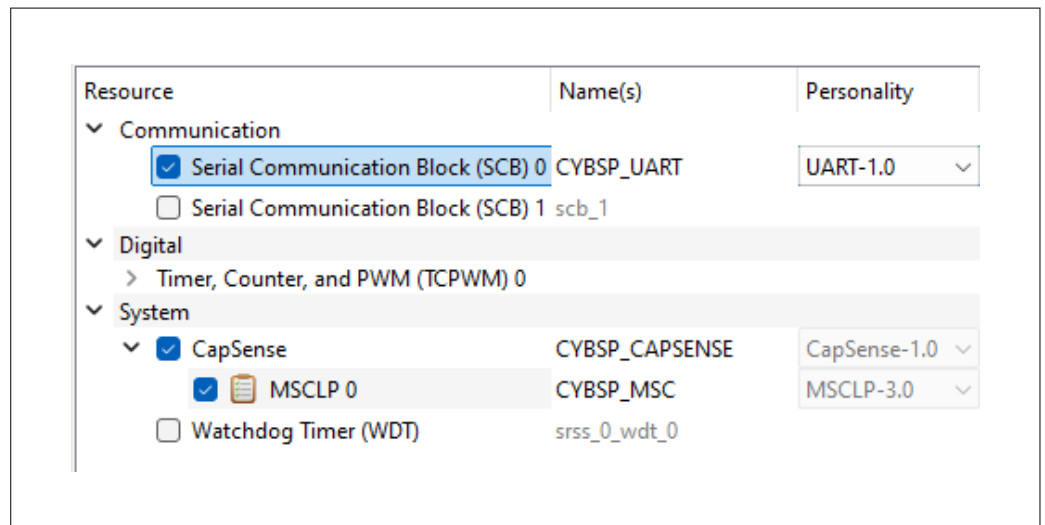 Resource Name(s) Personality
Communication
Serial Communication Block (SCB) 0 CYBSP_UART UART-1.0
Serial Communication Block (SCB) 1 scb_1
Digital
Timer, Counter, and PWM (TCPWM) 0
System
CapSense CYBSP_CAPSENSE CapSense-1.0
MSCLP 0 CYBSP_MSC MSCLP-3.0
Watchdog Timer (WDT) srss_0_wdt_0